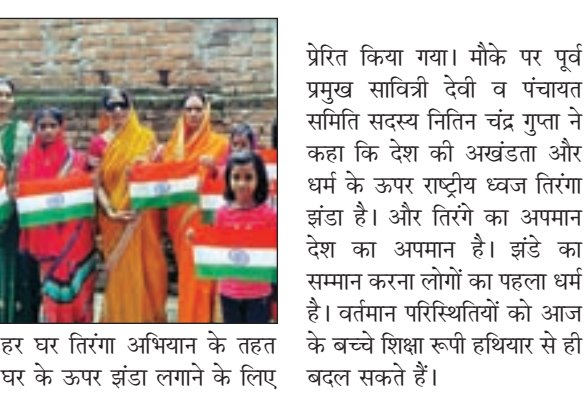 हर घर तिरंगा अभियान के तहत
घर के ऊपर झंडा लगाने के लिए
प्रेरित किया गया। मौके पर पूर्व
प्रमुख सावित्री देवी व पंचायत
समिति सदस्य नितिन चंद्र गुप्ता ने
कहा कि देश की अखंडता और
धर्म के ऊपर राष्ट्रीय ध्वज तिरंगा
झंडा है। और तिरंगे का अपमान
देश का अपमान है। झंडे का
सम्मान करना लोगों का पहला धर्म
है। वर्तमान परिस्थितियों को आज
के बच्चे शिक्षा रूपी हथियार से ही
बदल सकते हैं।